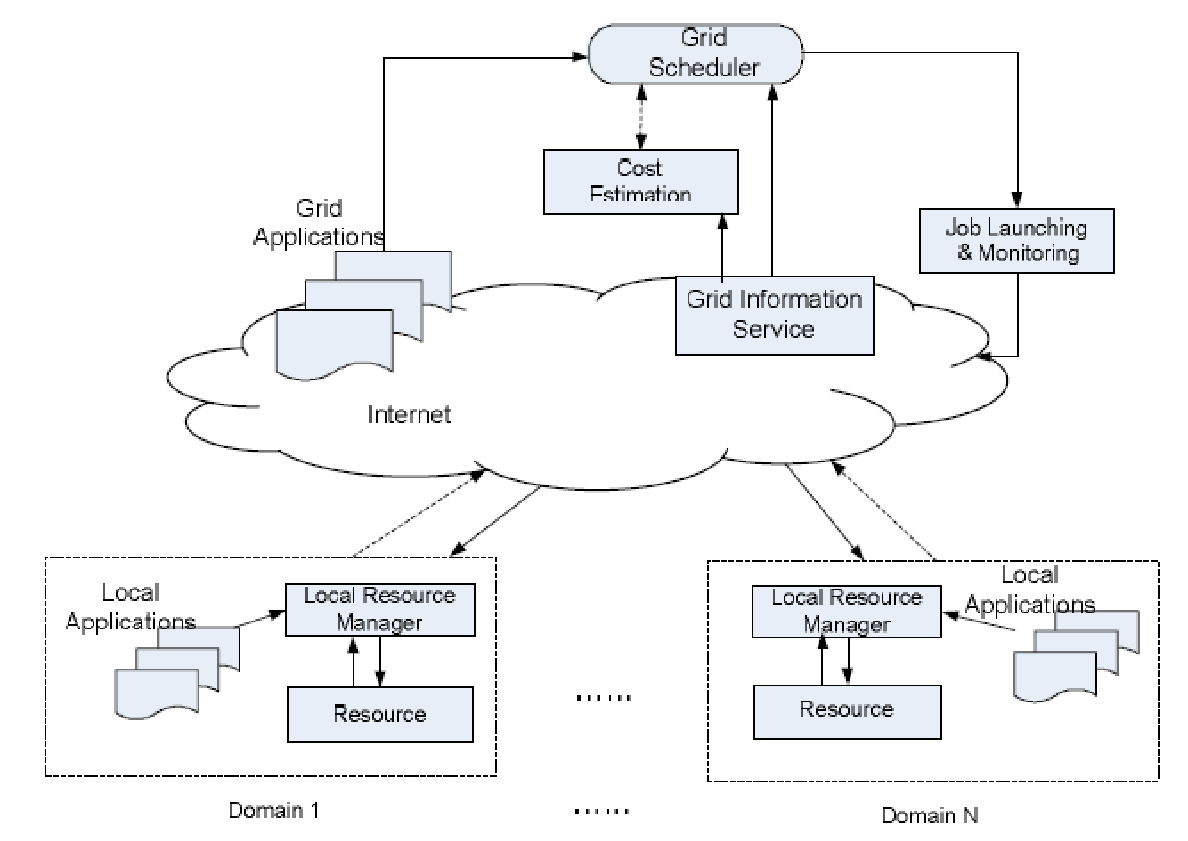 Grid
Scheduler
Cost
Estimation
Grid
Applications
Job Launching
& Monitoring
Grid Information
Service
Internet
Local
Applications
Local Resource
Manager
Resource
......
Local Resource
Manager
Local
Applications
Resource
Domain 1
......
Domain N